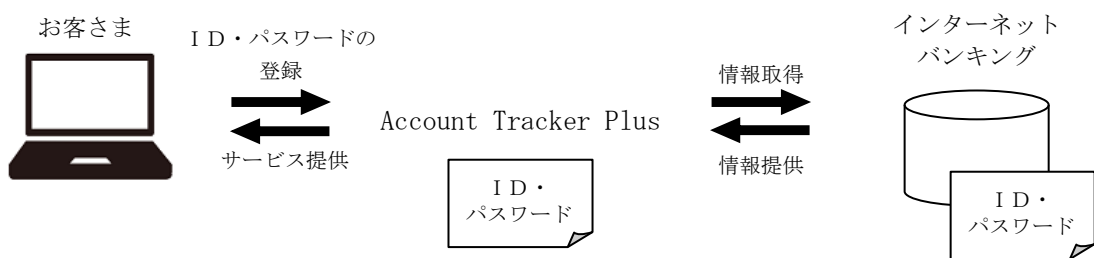 お客さま
ＩＤ・パスワードの
登録
サービス提供
Account Tracker Plus
ＩＤ・
パスワード
情報取得
情報提供
インターネット
バンキング
ＩＤ・
パスワード